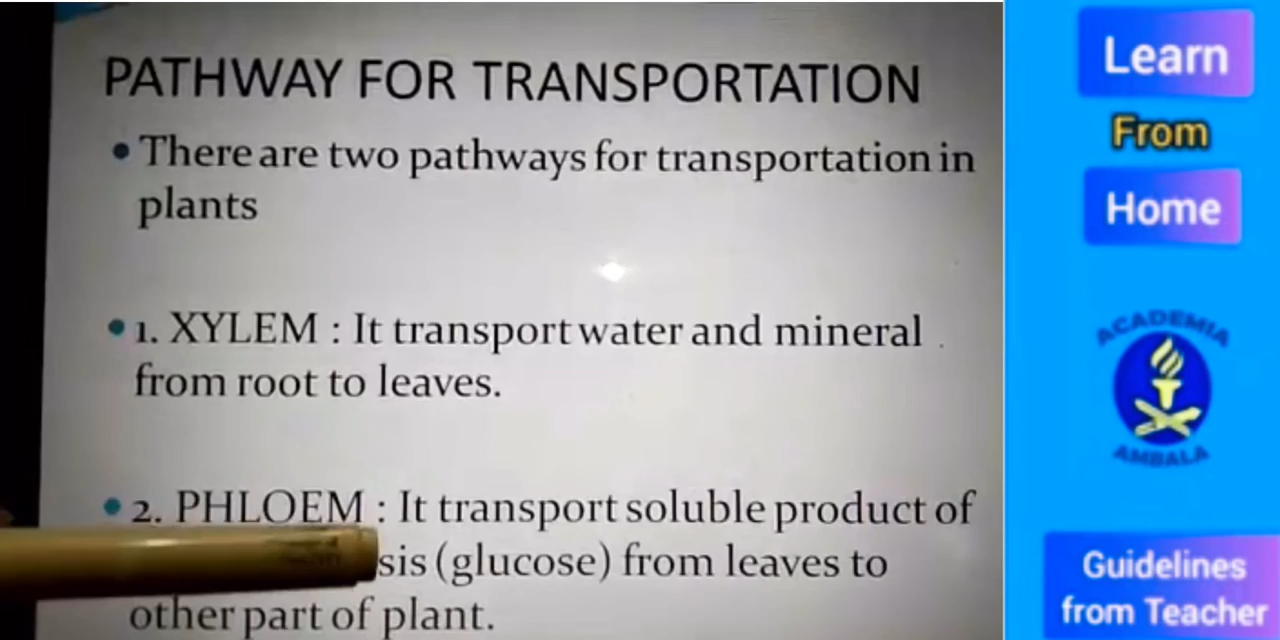 PATHWAY FOR TRANSPORTATION
• There are two pathways for transportation in
plants
• 1. XYLEM : It transport water and mineral
from root to leaves.
• 2. PHLOEM : It transport soluble product of
sis (glucose) from leaves to
other part of plant.
Learn
From
Home
ACADEMIA
AMBALA
Guidelines
from Teacher